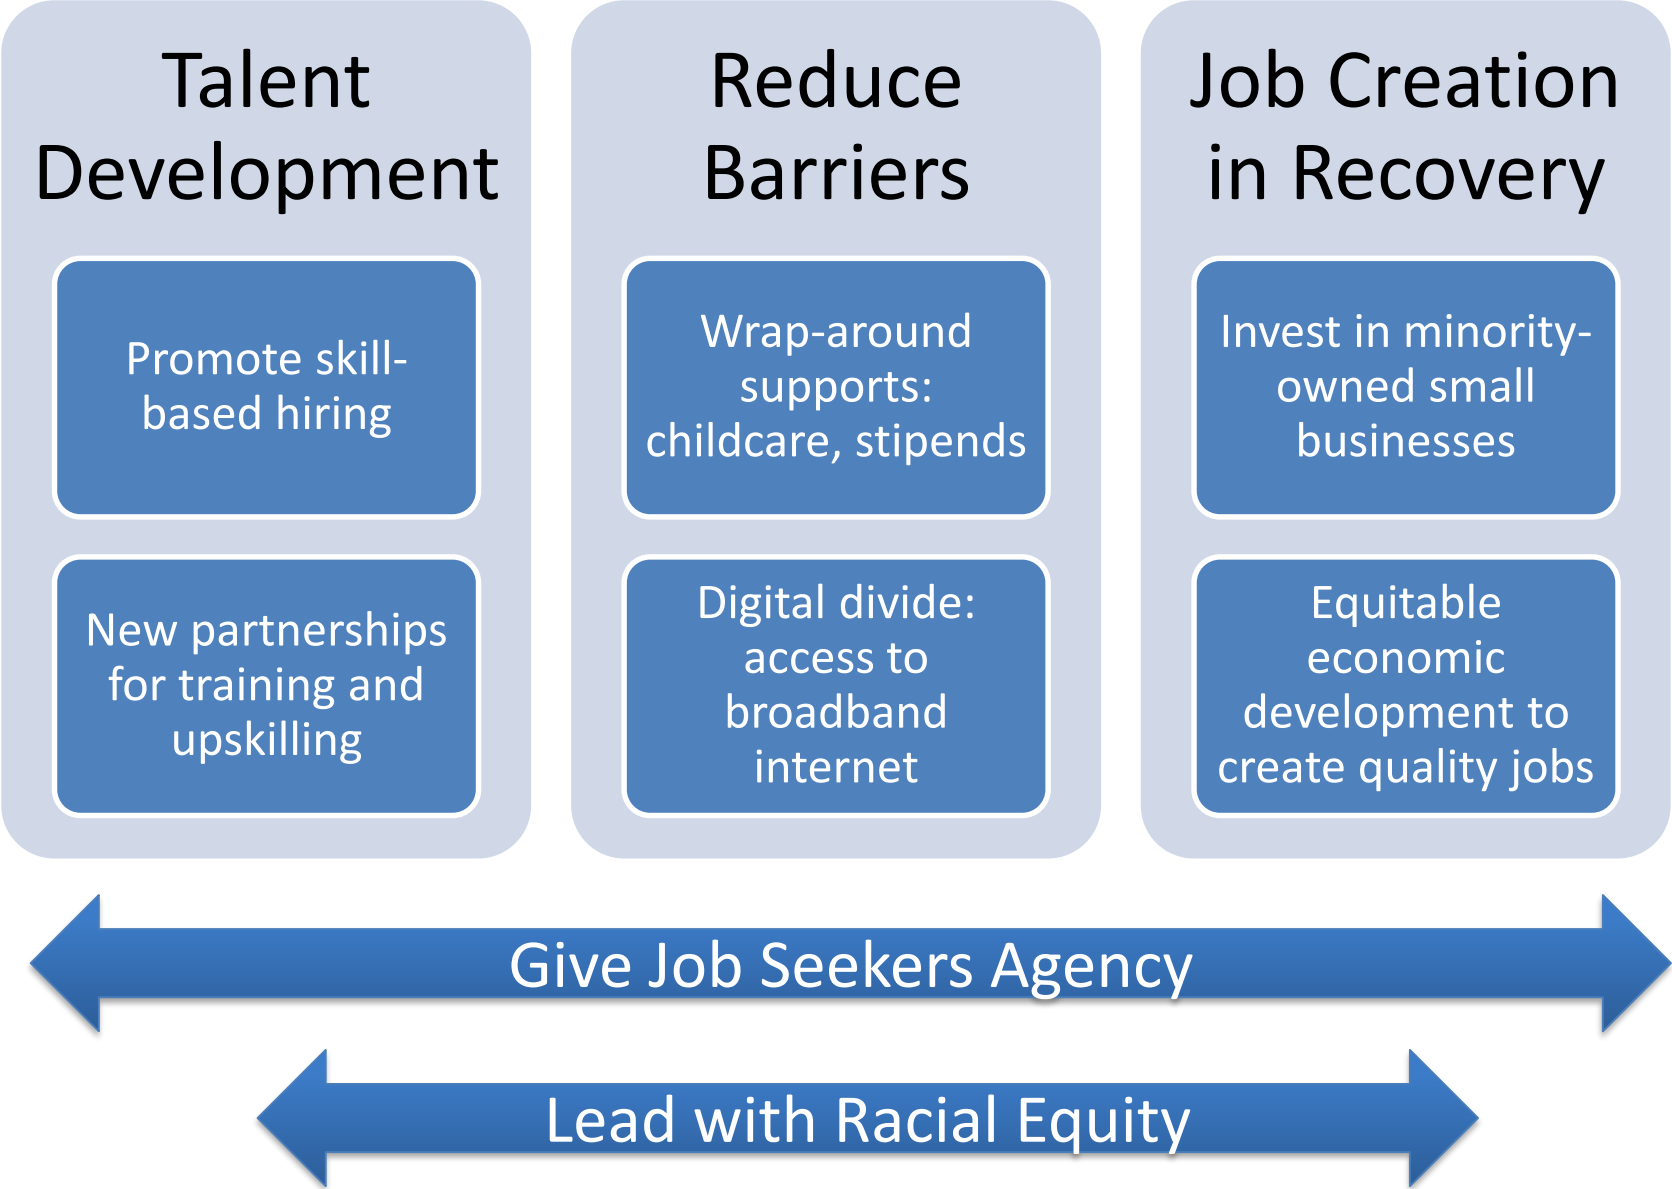 Talent
Development
Promote skill-
based hiring
New partnerships
for training and
upskilling
Reduce
Barriers
Wrap-around
supports:
childcare, stipends
Digital divide:
access to
broadband
internet
Job Creation
in Recovery
Invest in minority-
owned small
businesses
Equitable
economic
development to
create quality jobs
Give Job Seekers Agency
Lead with Racial Equity